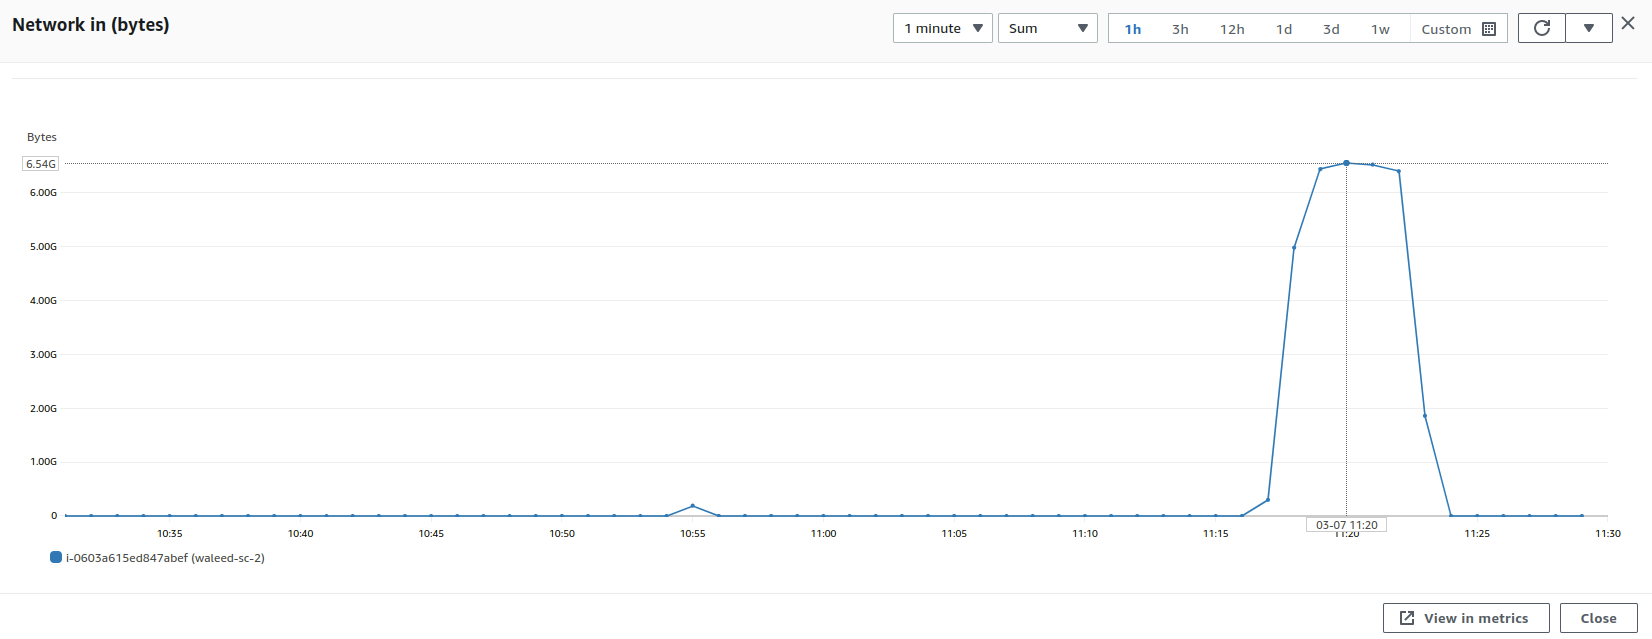 Network in (bytes)
1 minute
Sum
1h
3h
12h
1d
3d
1w
Custom
Bytes
6.54G
6.00G
5.00G
4.00G
3.00G
2.00G
1.00G
0
10:35
10:40
10:45
10:50
10:55
11:00
11:05
11:10
11:15
03-07 11:20
11:20
11:25
11:30
i-0603a615ed847abef (waleed-sc-2)
View in metrics
Close